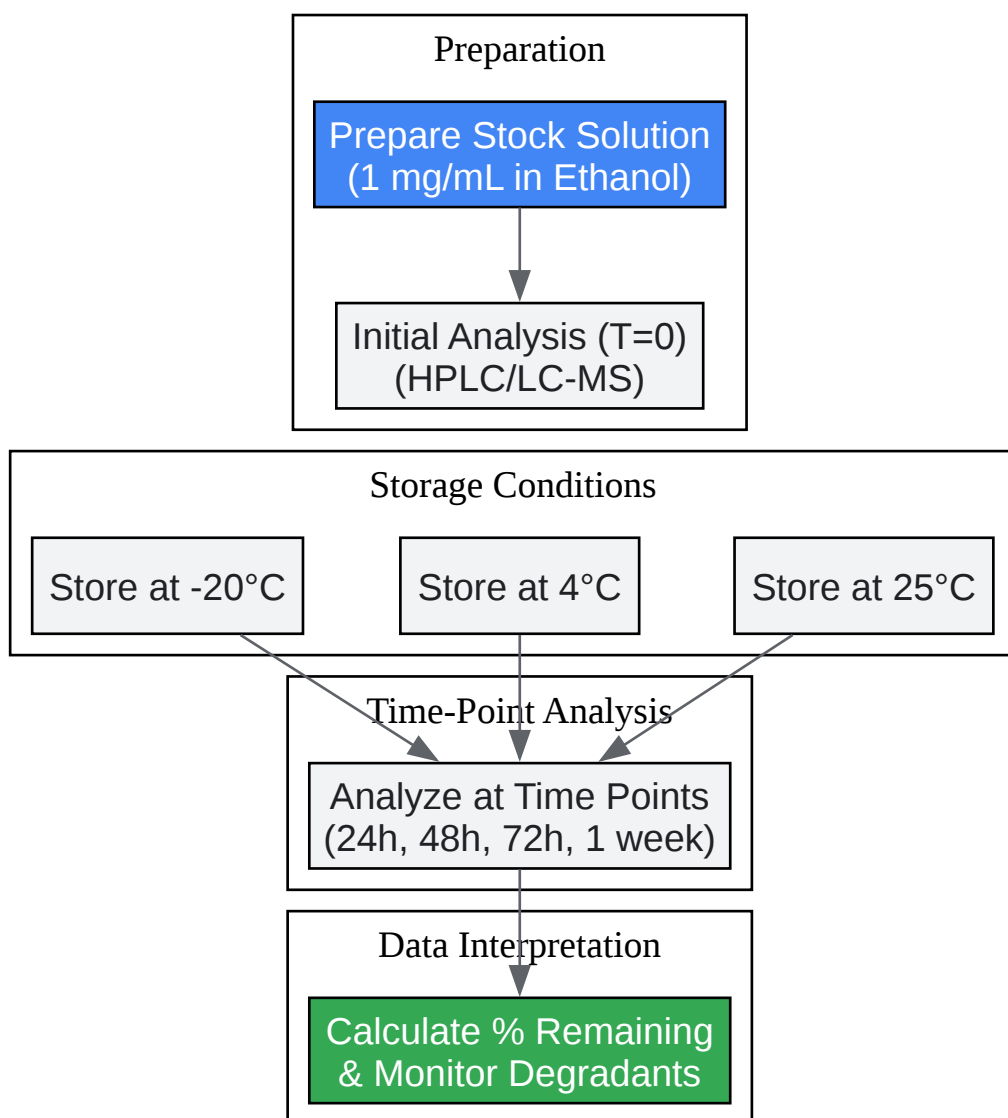 Preparation
Prepare Stock Solution
(1 mg/mL in Ethanol)
Initial Analysis (T=0)
(HPLC/LC-MS)
Storage Conditions
Store at -20°C
Store at 4°C
Store at 25°C
Time-Point Analysis
Analyze at Time Points
(24h, 48h, 72h, 1 week)
Data Interpretation
Calculate % Remaining
& Monitor Degradants